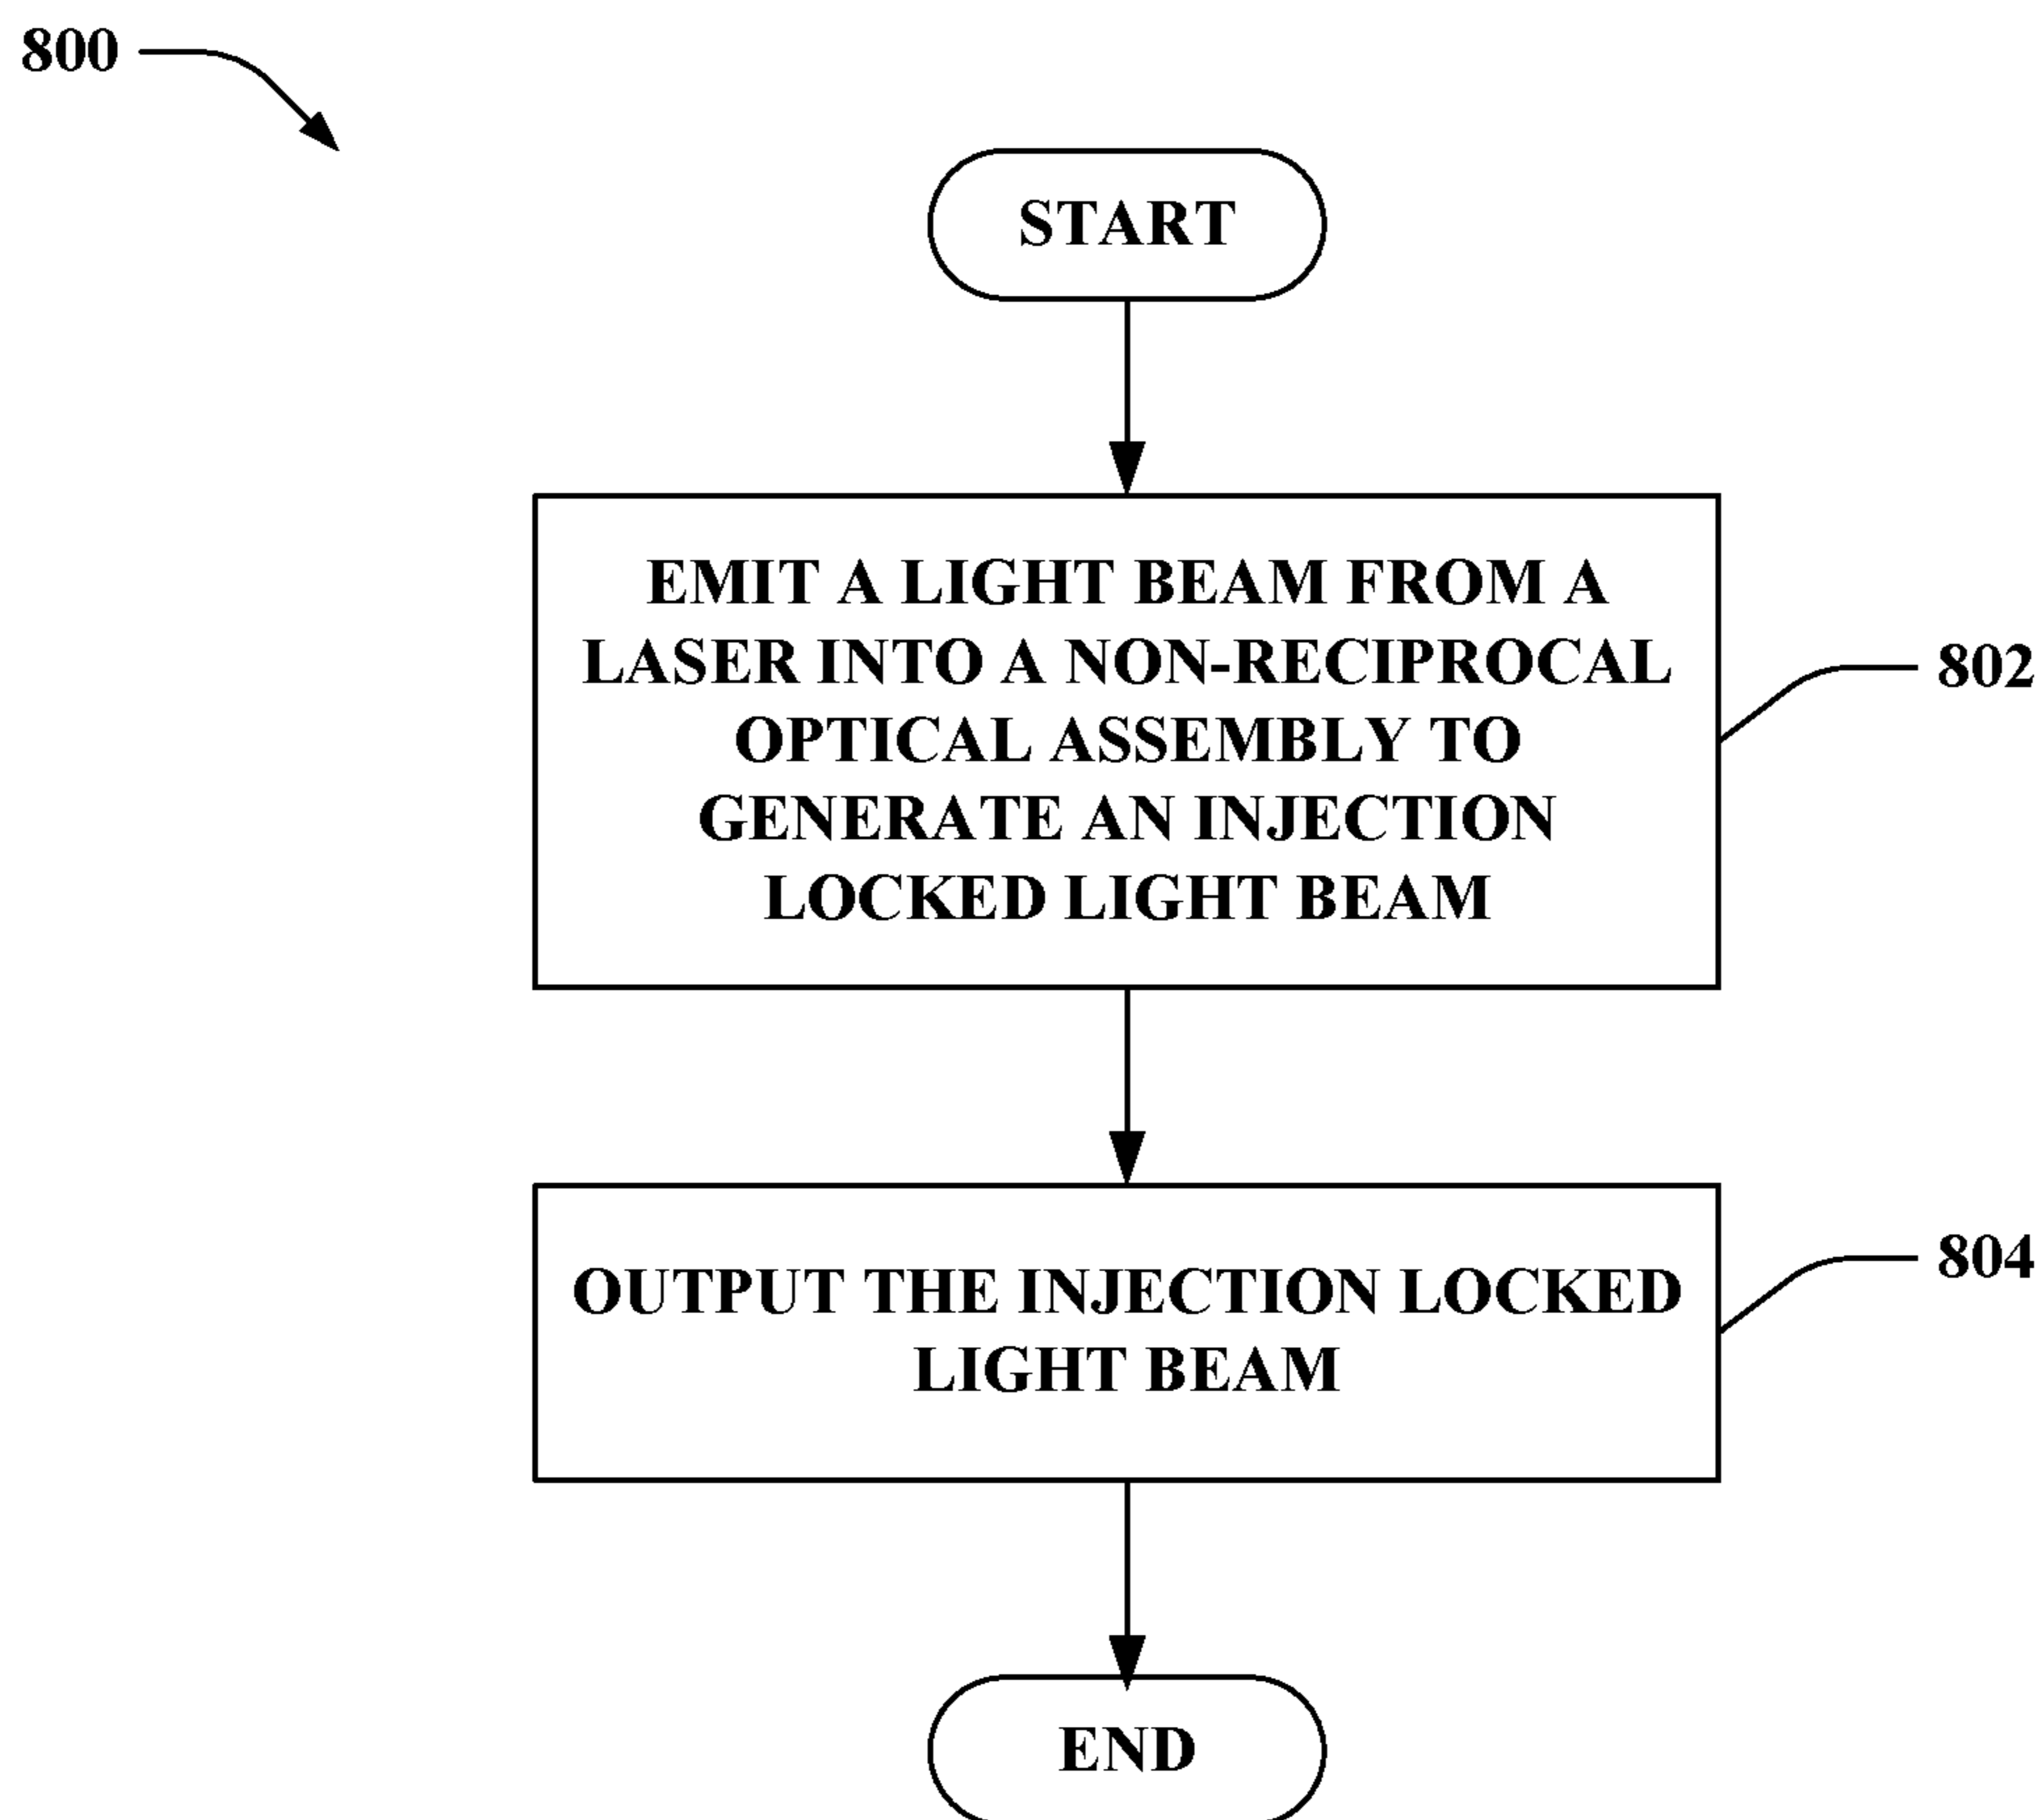 800
START
EMIT A LIGHT BEAM FROM A
LASER INTO A NON-RECIPROCAL
OPTICAL ASSEMBLY TO
GENERATE AN INJECTION
LOCKED LIGHT BEAM
802
OUTPUT THE INJECTION LOCKED
LIGHT BEAM
804
END